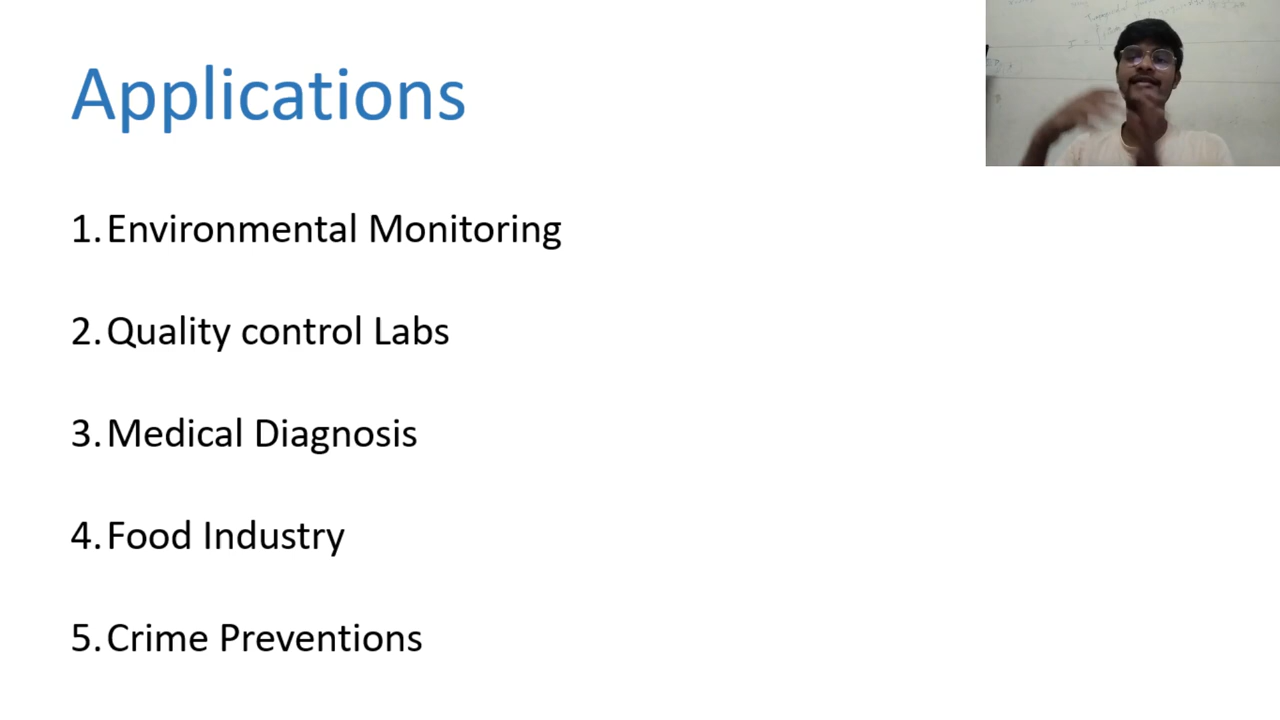 Applications
1. Environmental Monitoring
2. Quality control Labs
3. Medical Diagnosis
4. Food Industry
5. Crime Preventions